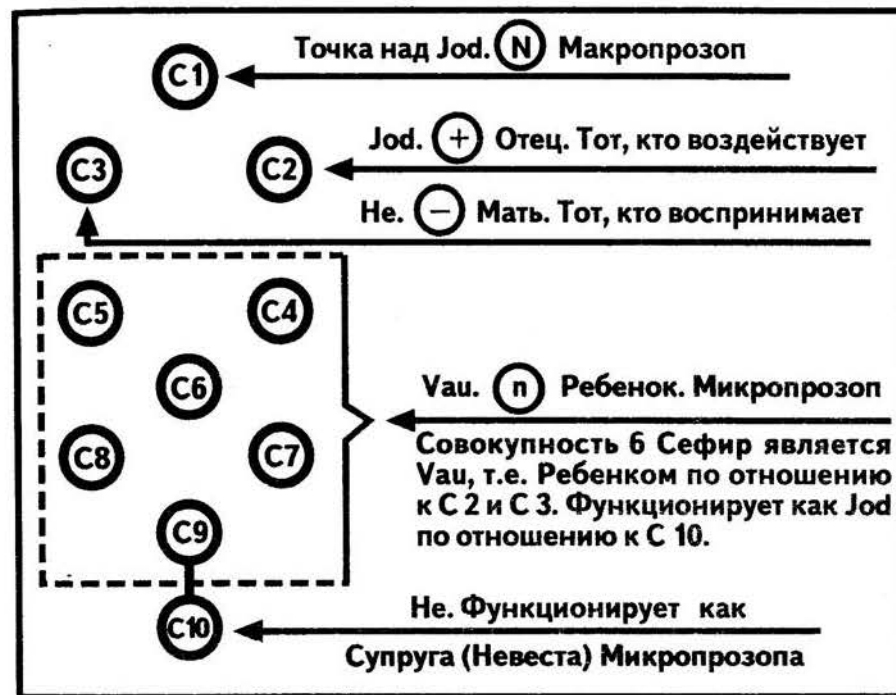 Точка над Jod. N Макропрозоп
C1
Jod. + Отец. Тот, кто воздействует
C3 C2
He. − Мать. Тот, кто воспринимает
C5 C4
C6
Vau. n Ребенок. Микропрозоп
C8 C7
Совокупность 6 Сефир является
Vau, т.е. Ребенком по отношению
к С 2 и С 3. Функционирует как Jod
по отношению к С 10.
C9
He. Функционирует как
C10
Супруга (Невеста) Микропрозопа